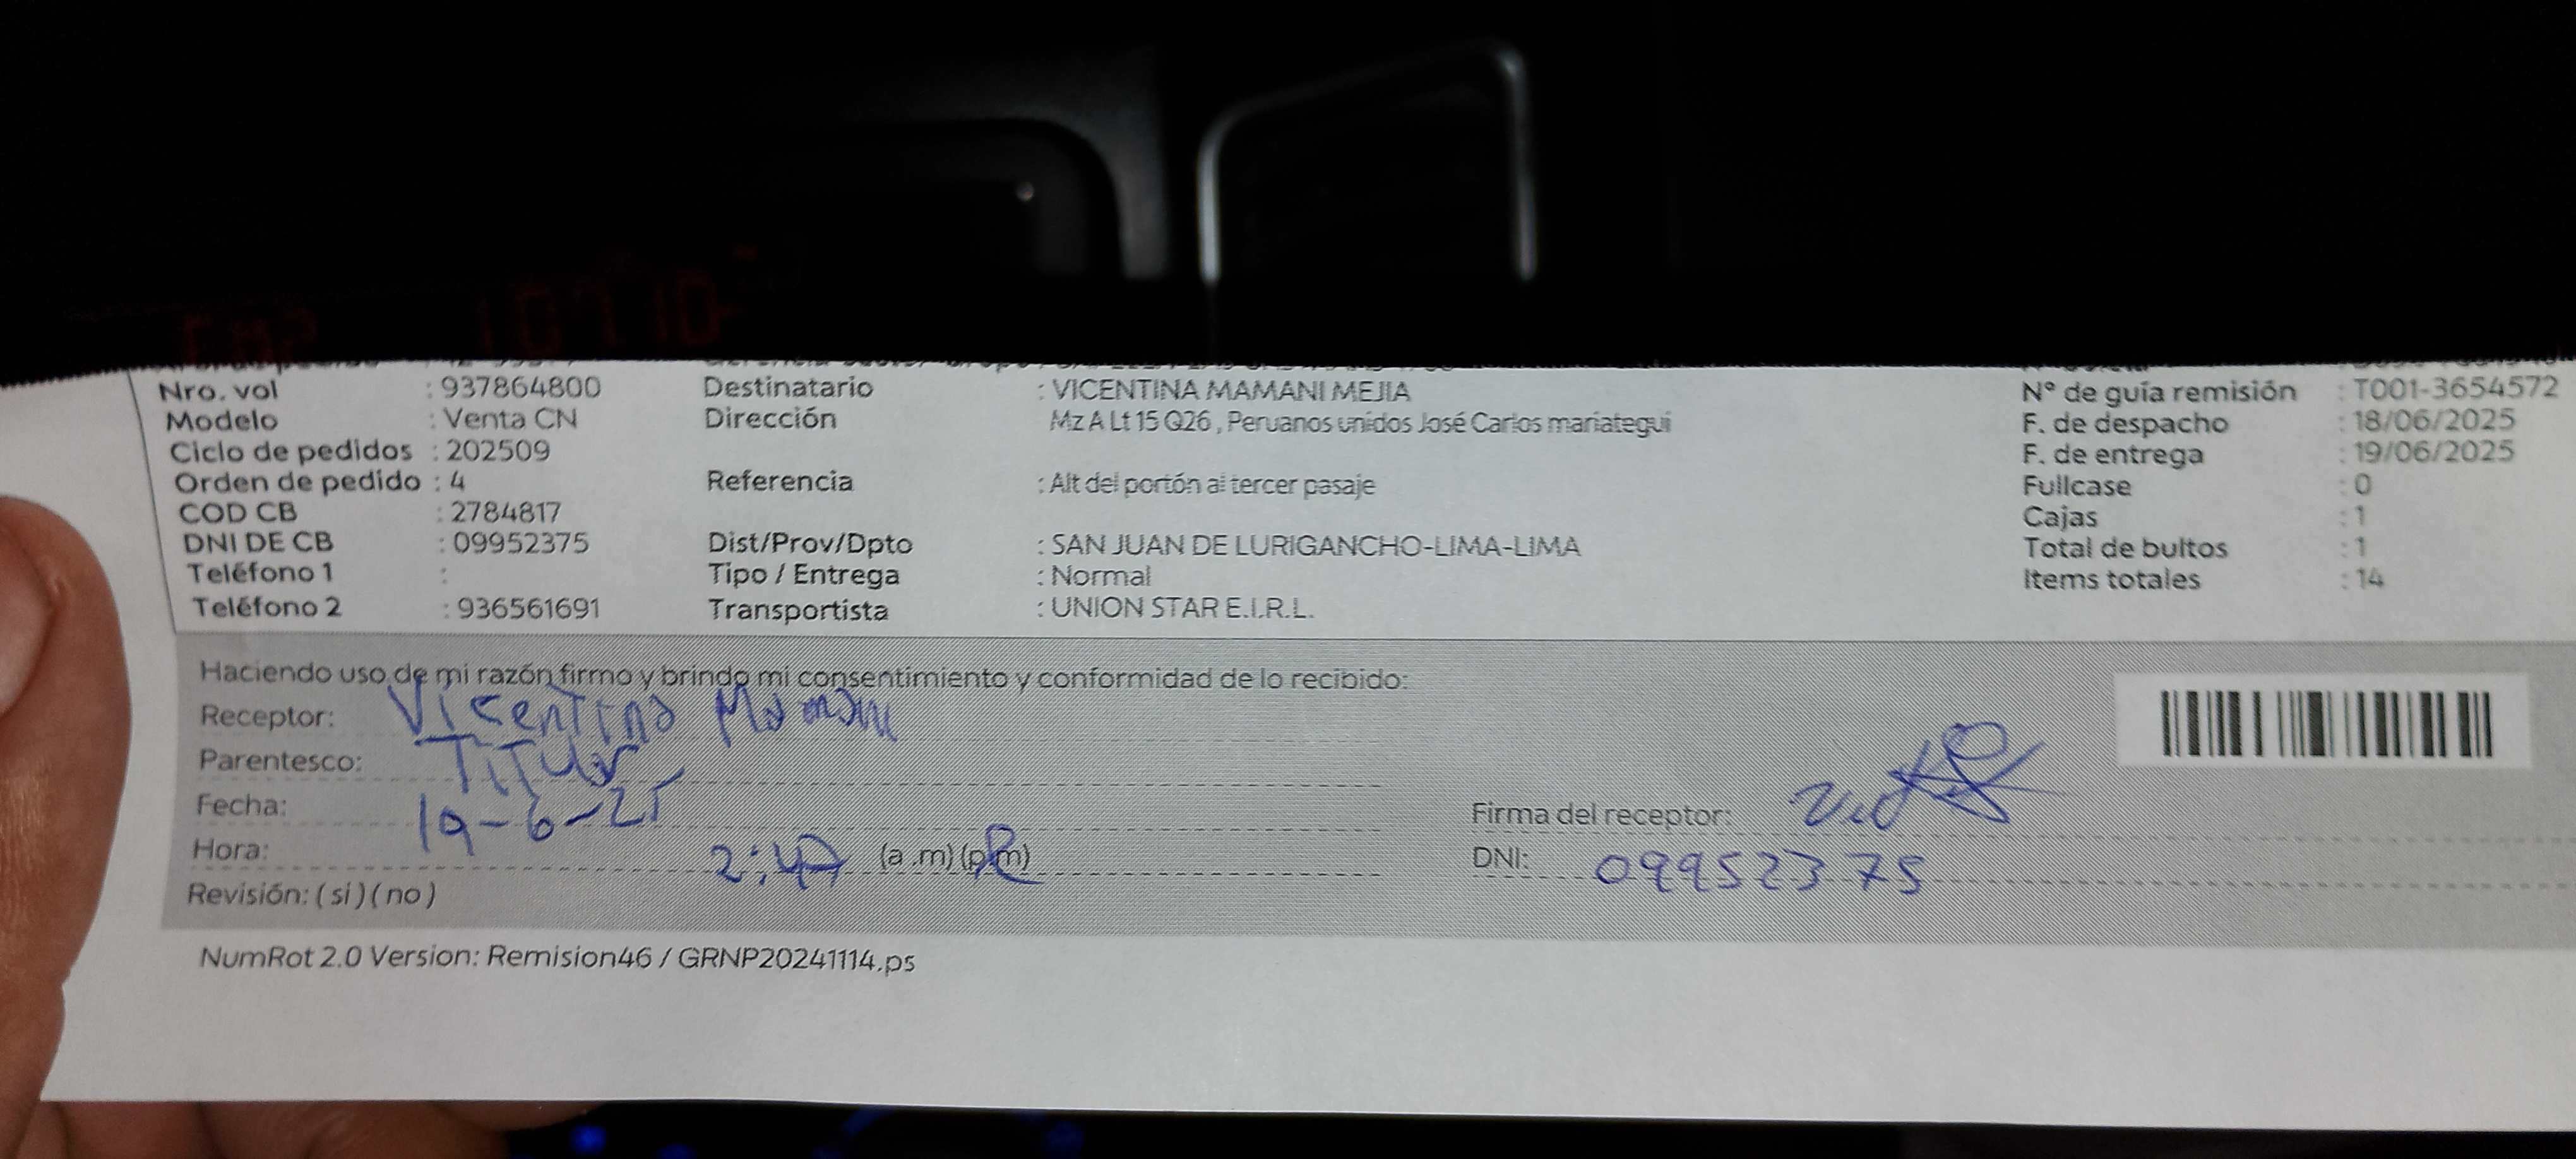 Nro. vol : 937864800 Destinatario : VICENTINA MAMANI MEJIA N° de guía remisión : T001-3654572
Modelo : Venta CN Dirección Mz A Lt 15 Q26 , Peruanos unidos José Carlos mariategui F. de despacho : 18/06/2025
Ciclo de pedidos : 202509 F. de entrega : 19/06/2025
Orden de pedido : 4 Referencia : Alt del portón al tercer pasaje Fullcase : 0
COD CB : 2784817 Cajas : 1
DNI DE CB : 09952375 Dist/Prov/Dpto : SAN JUAN DE LURIGANCHO-LIMA-LIMA Total de bultos : 1
Teléfono 1 : Tipo / Entrega : Normal Items totales : 14
Teléfono 2 : 936561691 Transportista : UNION STAR E.I.R.L.
Haciendo uso de mi razón firmo y brindo mi consentimiento y conformidad de lo recibido:
Receptor: Vicentina Mamani
Parentesco: Titular
Fecha: 19-6-25 Firma del receptor:
Hora: 2:47 (a .m) (p.m) DNI: 09952375
Revisión: ( si ) ( no )
NumRot 2.0 Version: Remision46 / GRNP20241114.ps